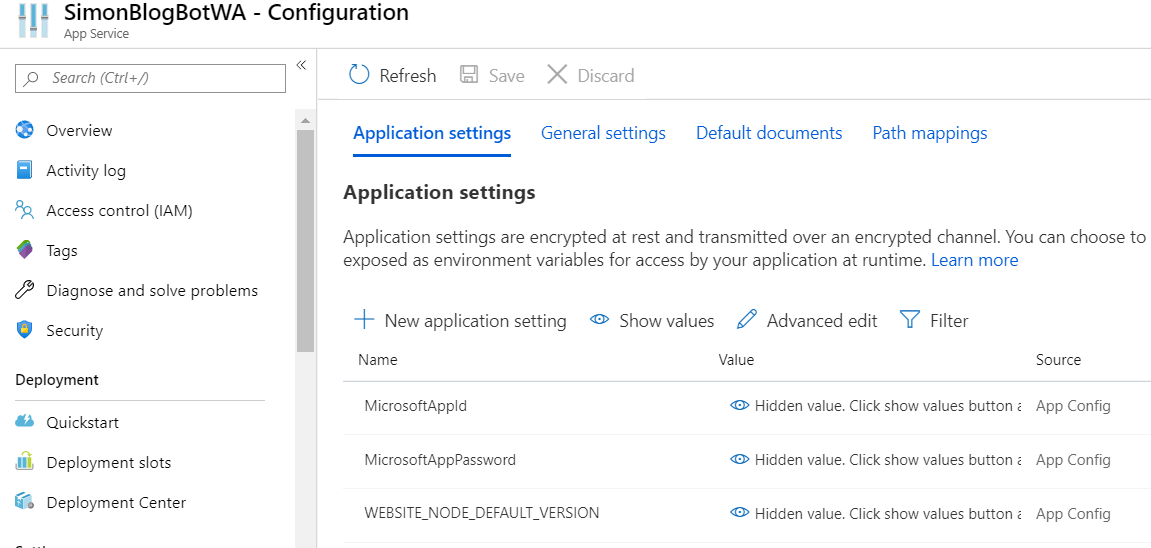 SimonBlogBotWA - Configuration
App Service
Search (Ctrl+/)
«
Overview
Activity log
Access control (IAM)
Tags
Diagnose and solve problems
Security
Deployment
Quickstart
Deployment slots
Deployment Center
Refresh
Save
Discard
Application settings
General settings
Default documents
Path mappings
Application settings
Application settings are encrypted at rest and transmitted over an encrypted channel. You can choose to
exposed as environment variables for access by your application at runtime. Learn more
New application setting
Show values
Advanced edit
Filter
Name Value Source
MicrosoftAppId Hidden value. Click show values button a App Config
MicrosoftAppPassword Hidden value. Click show values button a App Config
WEBSITE_NODE_DEFAULT_VERSION Hidden value. Click show values button a App Config